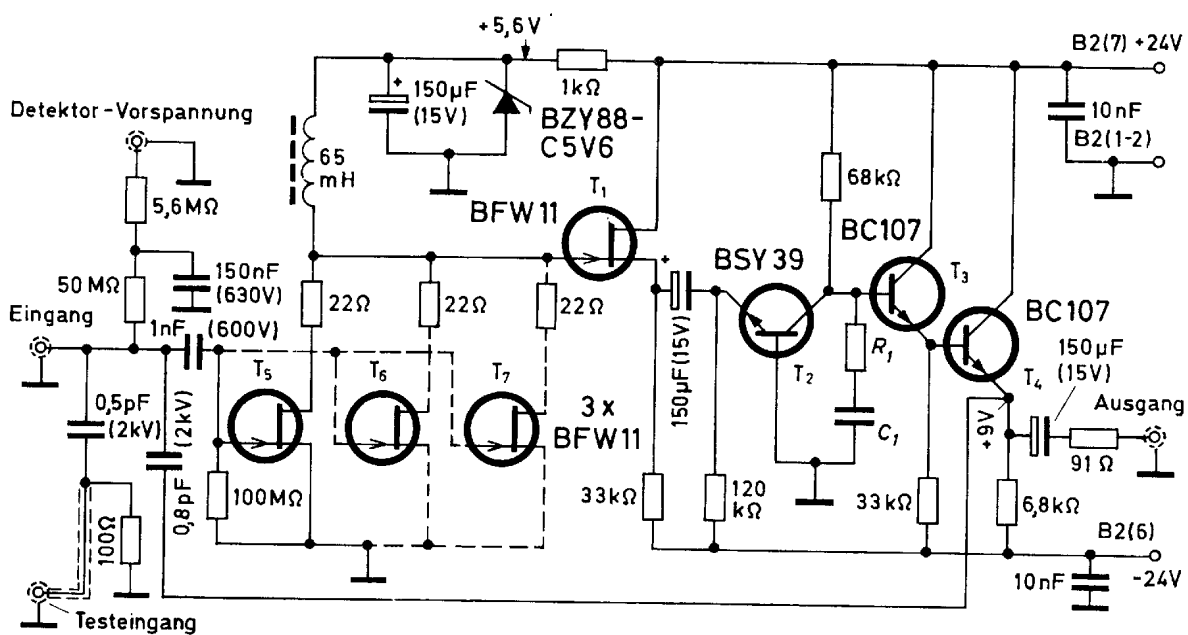 +5,6V
B2(7) +24V
+
150µF
(15V)
1kΩ
BZY88-
C5V6
10nF
B2(1-2)
Detektor-Vorspannung
65
mH
5,6MΩ
T1
BFW11
68kΩ
BC107
50MΩ
150nF
(630V)
22Ω
22Ω
22Ω
+
BSY39
T3
BC107
Eingang
1nF
(600V)
150µF(15V)
T2
R1
C1
T4
150µF
(15V)
Ausgang
T5
T6
T7
3x
BFW11
0,5pF
(2kV)
0,8pF
(2kV)
+9V
91Ω
100MΩ
33kΩ
120
kΩ
33kΩ
6,8kΩ
100Ω
B2(6)
-24V
10nF
Testeingang